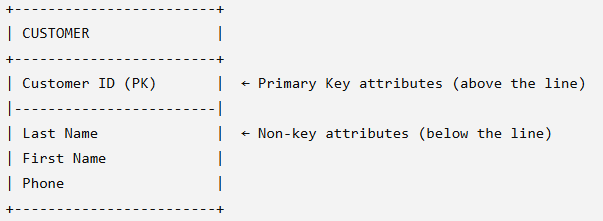 +------------------------+
| CUSTOMER               |
+------------------------+
| Customer ID (PK)       |  ← Primary Key attributes (above the line)
|------------------------|
| Last Name              |  ← Non-key attributes (below the line)
| First Name             |
| Phone                  |
+------------------------+